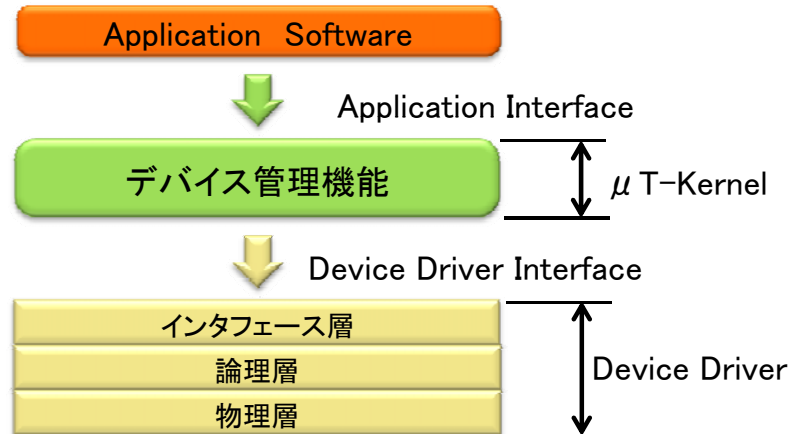 Application Software
Application Interface
デバイス管理機能
μT-Kernel
Device Driver Interface
インタフェース層
論理層
Device Driver
物理層